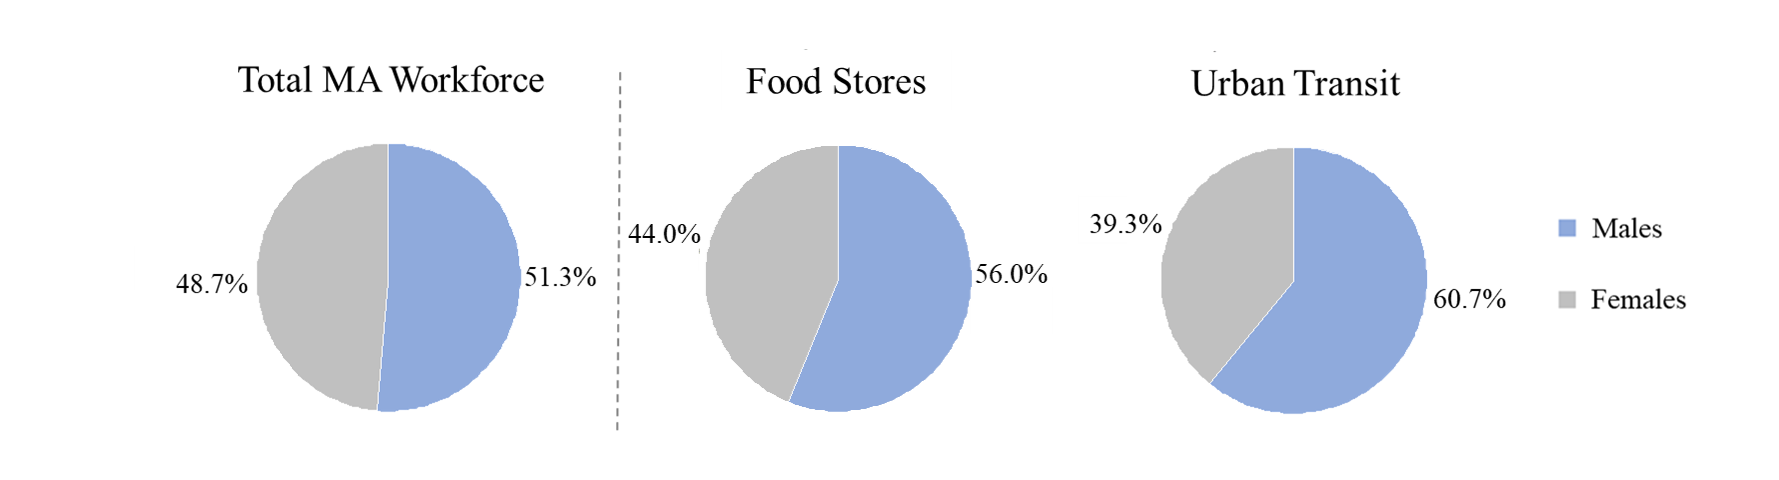 Total MA Workforce
48.7%
51.3%
Food Stores
44.0%
56.0%
Urban Transit
39.3%
60.7%
Males
Females